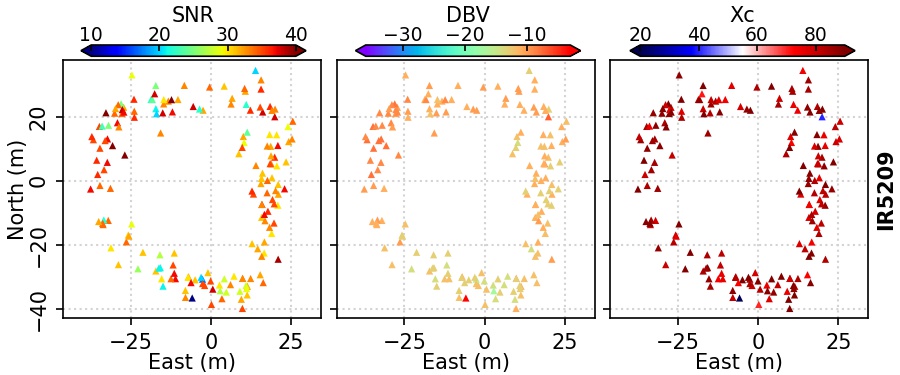 SNR DBV Xc
10 20 30 40 −30 −20 −10 20 40 60 80
North (m)
20
0
−20
−40
−25 0 25 −25 0 25 −25 0 25
East (m) East (m) East (m)
IR5209